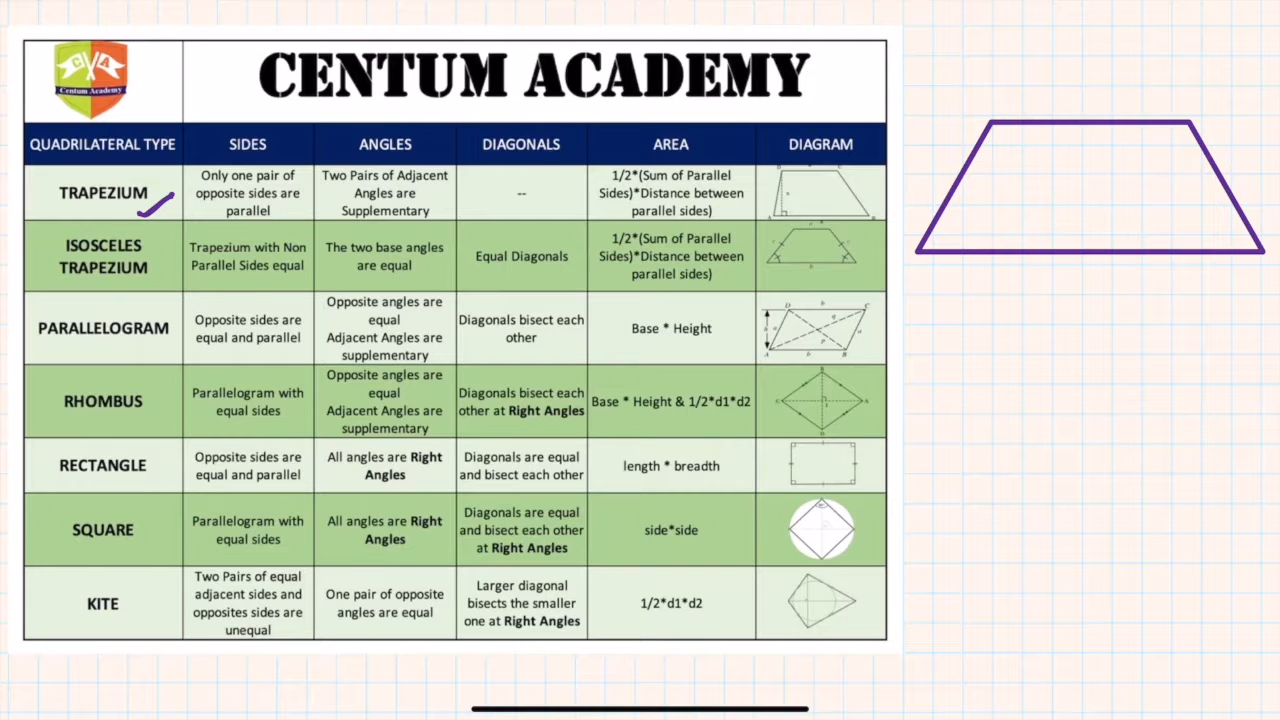 Centum Academy
CENTUM ACADEMY
QUADRILATERAL TYPE
SIDES
ANGLES
DIAGONALS
AREA
DIAGRAM
TRAPEZIUM
Only one pair of
opposite sides are
parallel
Two Pairs of Adjacent
Angles are
Supplementary
--
1/2*(Sum of Parallel
Sides)*Distance between
parallel sides)
ISOSCELES
TRAPEZIUM
Trapezium with Non
Parallel Sides equal
The two base angles
are equal
Equal Diagonals
1/2*(Sum of Parallel
Sides)*Distance between
parallel sides)
PARALLELOGRAM
Opposite sides are
equal and parallel
Opposite angles are
equal
Adjacent Angles are
supplementary
Diagonals bisect each
other
Base * Height
D b C
A b B
RHOMBUS
Parallelogram with
equal sides
Opposite angles are
equal
Adjacent Angles are
supplementary
Diagonals bisect each
other at Right Angles
Base * Height & 1/2*d1*d2
RECTANGLE
Opposite sides are
equal and parallel
All angles are Right
Angles
Diagonals are equal
and bisect each other
length * breadth
SQUARE
Parallelogram with
equal sides
All angles are Right
Angles
Diagonals are equal
and bisect each other
at Right Angles
side*side
KITE
Two Pairs of equal
adjacent sides and
opposites sides are
unequal
One pair of opposite
angles are equal
Larger diagonal
bisects the smaller
one at Right Angles
1/2*d1*d2